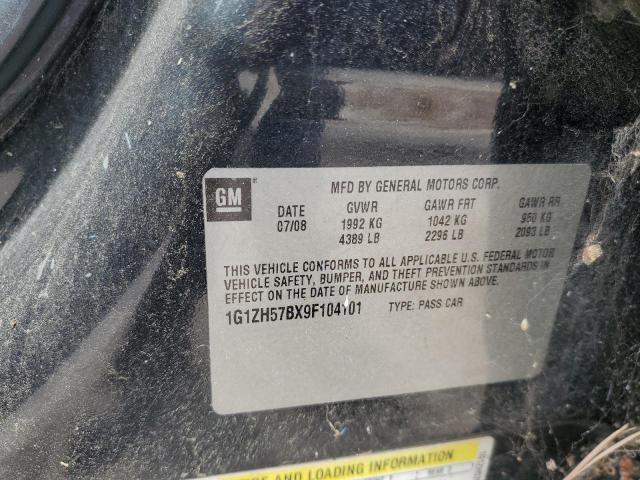 GM
MFD BY GENERAL MOTORS CORP.
DATE GVWR GAWR FRT GAWR RR
07/08 1992 KG 1042 KG 950 KG
4389 LB 2296 LB 2093 LB
THIS VEHICLE CONFORMS TO ALL APPLICABLE U.S. FEDERAL MOTOR
VEHICLE SAFETY, BUMPER, AND THEFT PREVENTION STANDARDS IN
EFFECT ON THE DATE OF MANUFACTURE SHOWN ABOVE.
1G1ZH57BX9F104101 TYPE: PASS CAR
AND LOADING INFORMATION